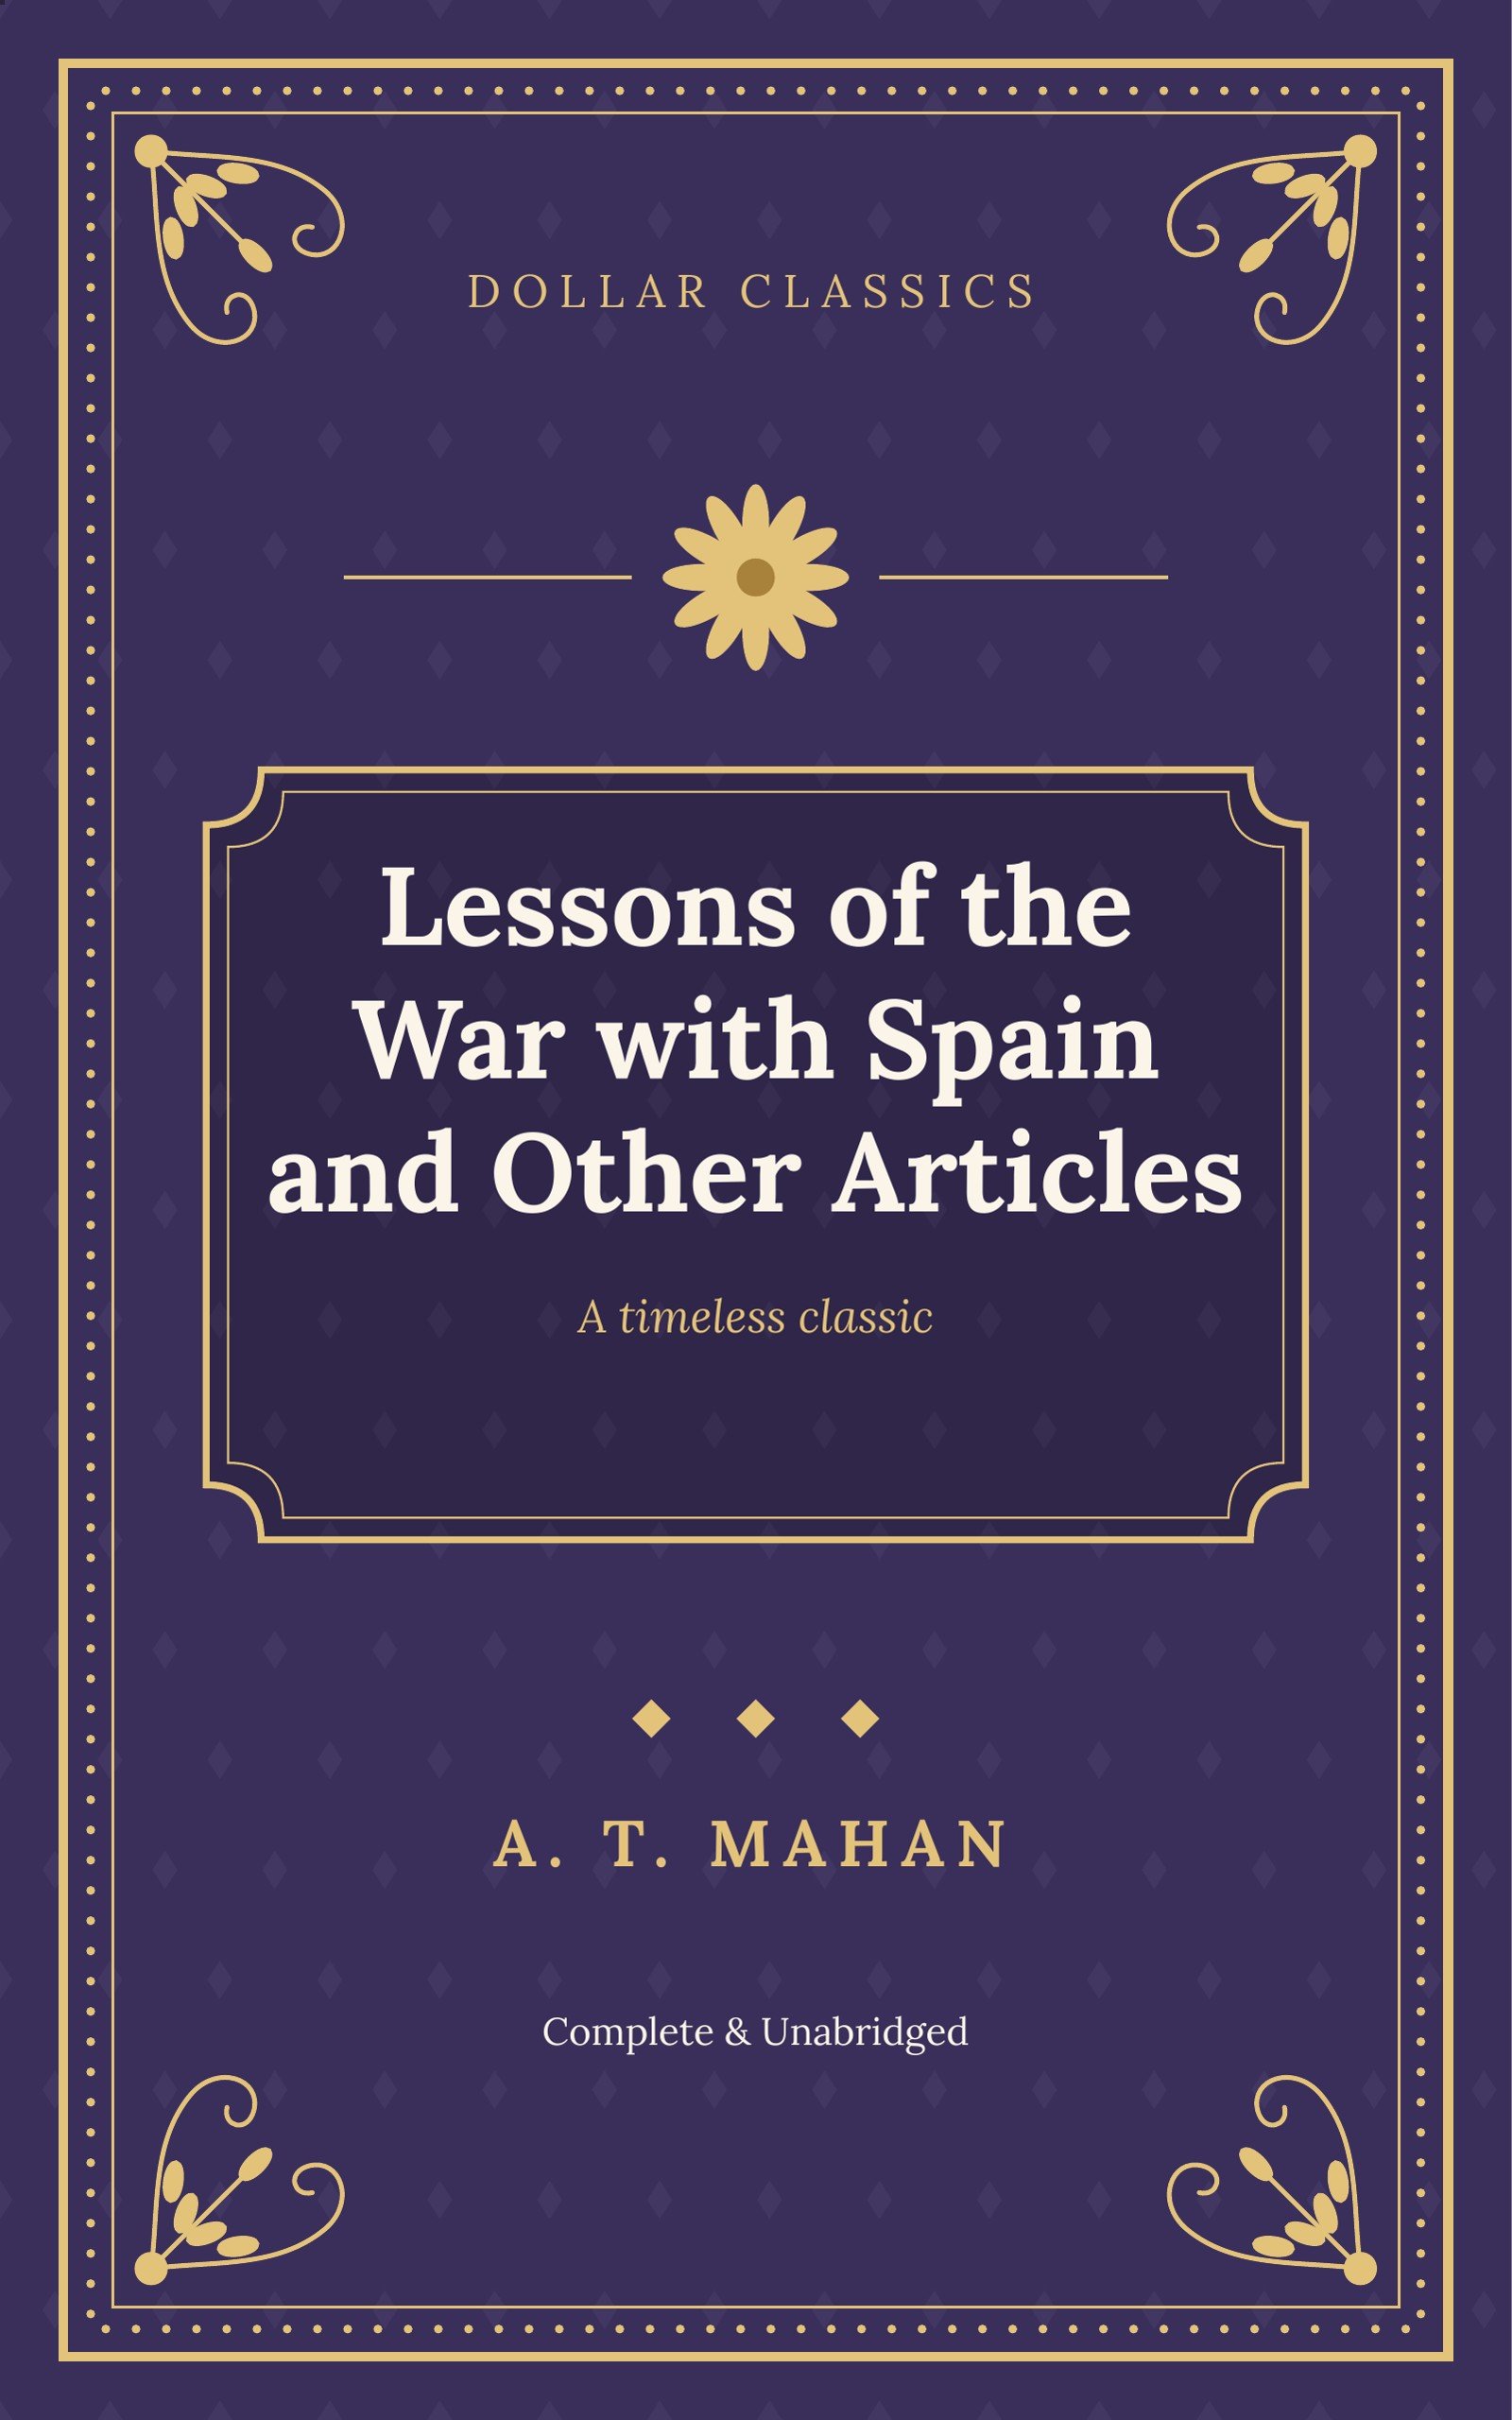 DOLLAR CLASSICS
Lessons of the
War with Spain
and Other Articles
A timeless classic
A. T. MAHAN
Complete & Unabridged